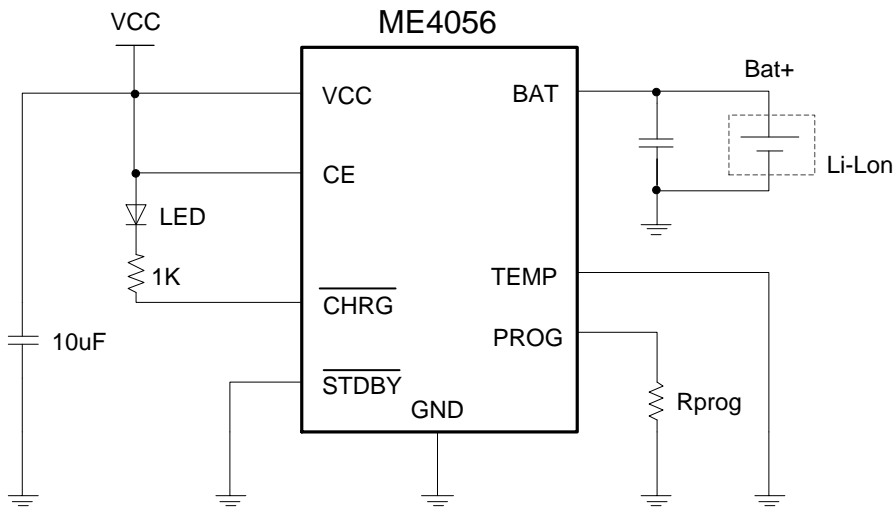 ME4056
VCC
Bat+
VCC
BAT
CE
Li-Lon
LED
1K
TEMP
CHRG
10uF
PROG
STDBY
Rprog
GND